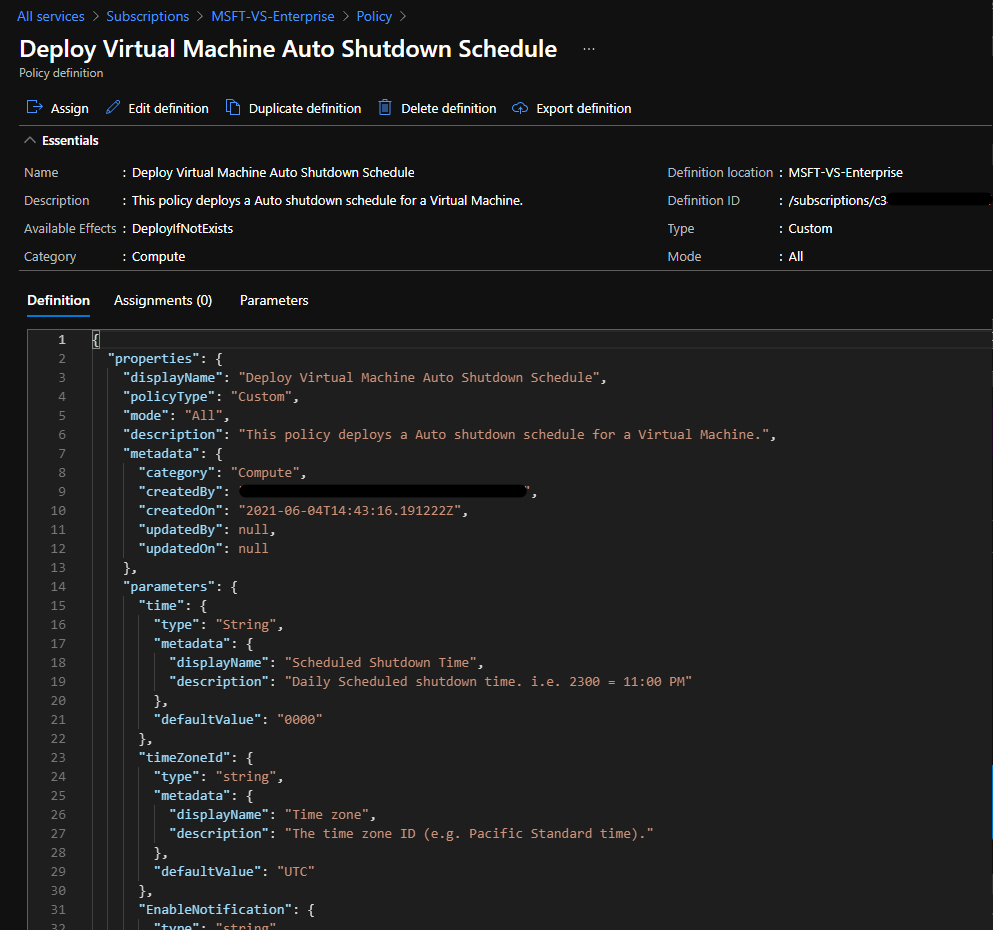 All services > Subscriptions > MSFT-VS-Enterprise > Policy >
Deploy Virtual Machine Auto Shutdown Schedule ...
Policy definition
Assign Edit definition Duplicate definition Delete definition Export definition
Essentials
Name : Deploy Virtual Machine Auto Shutdown Schedule Definition location : MSFT-VS-Enterprise
Description : This policy deploys a Auto shutdown schedule for a Virtual Machine. Definition ID : /subscriptions/c3
Available Effects : DeployIfNotExists Type : Custom
Category : Compute Mode : All
Definition Assignments (0) Parameters
1 {
2 "properties": {
3 "displayName": "Deploy Virtual Machine Auto Shutdown Schedule",
4 "policyType": "Custom",
5 "mode": "All",
6 "description": "This policy deploys a Auto shutdown schedule for a Virtual Machine.",
7 "metadata": {
8 "category": "Compute",
9 "createdBy": " ",
10 "createdOn": "2021-06-04T14:43:16.191222Z",
11 "updatedBy": null,
12 "updatedOn": null
13 },
14 "parameters": {
15 "time": {
16 "type": "String",
17 "metadata": {
18 "displayName": "Scheduled Shutdown Time",
19 "description": "Daily Scheduled shutdown time. i.e. 2300 = 11:00 PM"
20 },
21 "defaultValue": "0000"
22 },
23 "timeZoneId": {
24 "type": "string",
25 "metadata": {
26 "displayName": "Time zone",
27 "description": "The time zone ID (e.g. Pacific Standard time)."
28 },
29 "defaultValue": "UTC"
30 },
31 "EnableNotification": {
32 "type": "string"